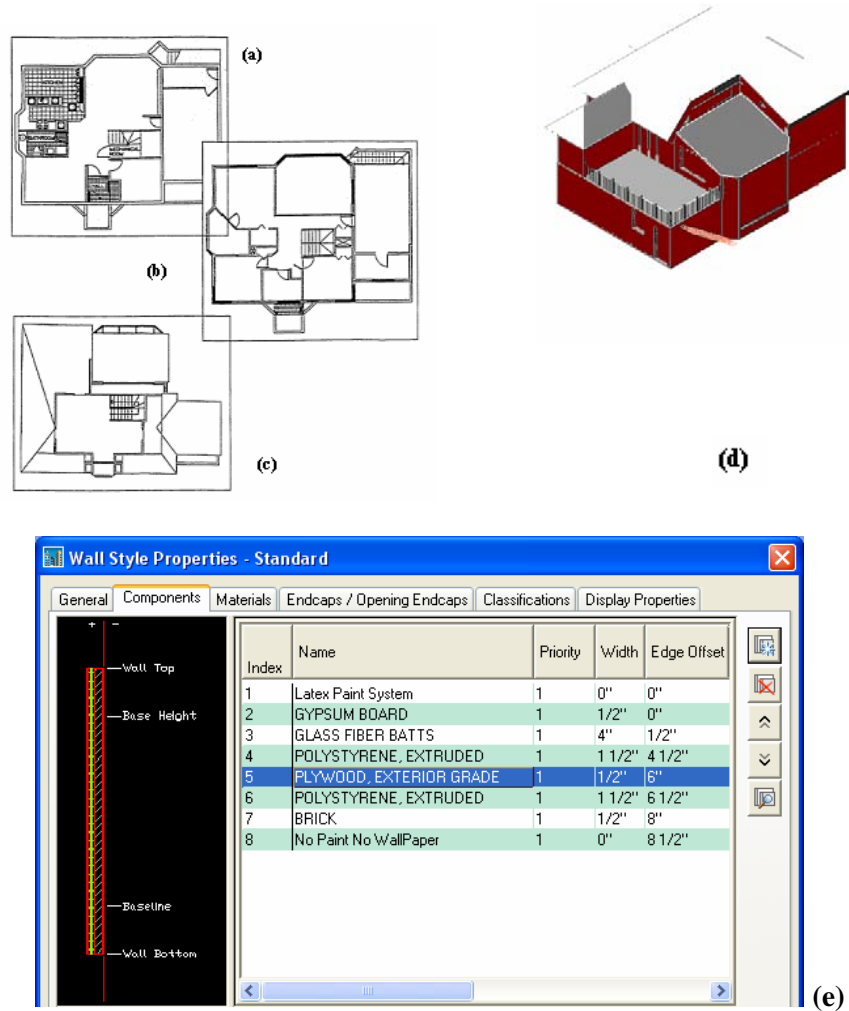 (a)
(b)
(c)
(d)
Wall Style Properties - Standard
General Components Materials Endcaps / Opening Endcaps Classifications Display Properties
+ -
Wall Top
Base Height
Baseline
Wall Bottom
Index Name Priority Width Edge Offset
1 Latex Paint System 1 0" 0"
2 GYPSUM BOARD 1 1/2" 0"
3 GLASS FIBER BATTS 1 4" 1/2"
4 POLYSTYRENE, EXTRUDED 1 1 1/2" 4 1/2"
5 PLYWOOD, EXTERIOR GRADE 1 1/2" 6"
6 POLYSTYRENE, EXTRUDED 1 1 1/2" 6 1/2"
7 BRICK 1 1/2" 8"
8 No Paint No WallPaper 1 0" 8 1/2"
(e)